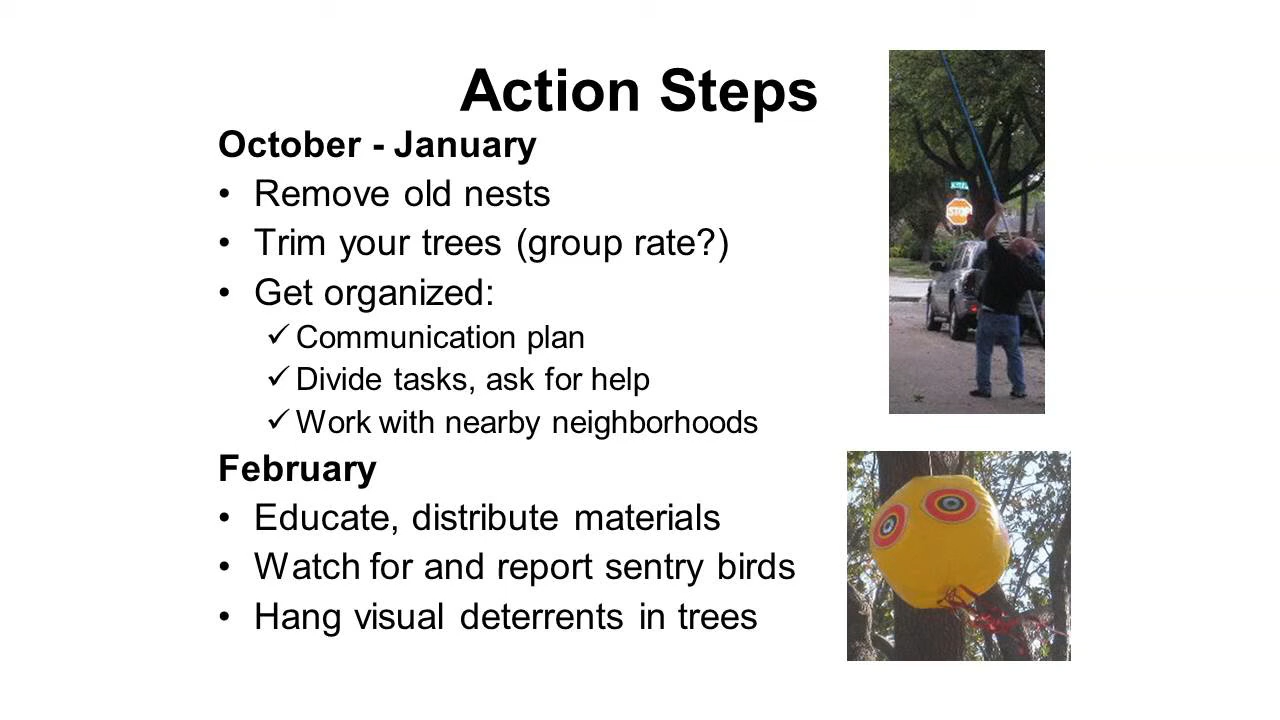 Action Steps
October - January
• Remove old nests
• Trim your trees (group rate?)
• Get organized:
✓ Communication plan
✓ Divide tasks, ask for help
✓ Work with nearby neighborhoods
February
• Educate, distribute materials
• Watch for and report sentry birds
• Hang visual deterrents in trees